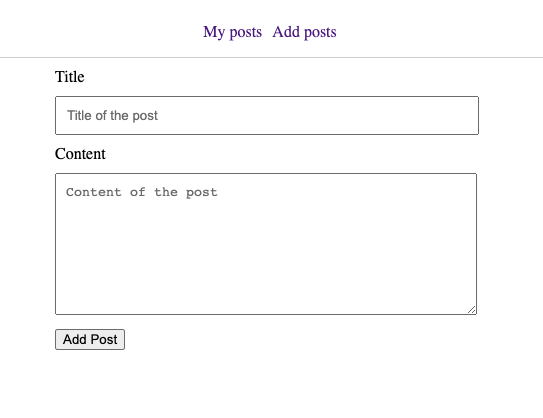 My posts Add posts
Title
Title of the post
Content
Content of the post
Add Post